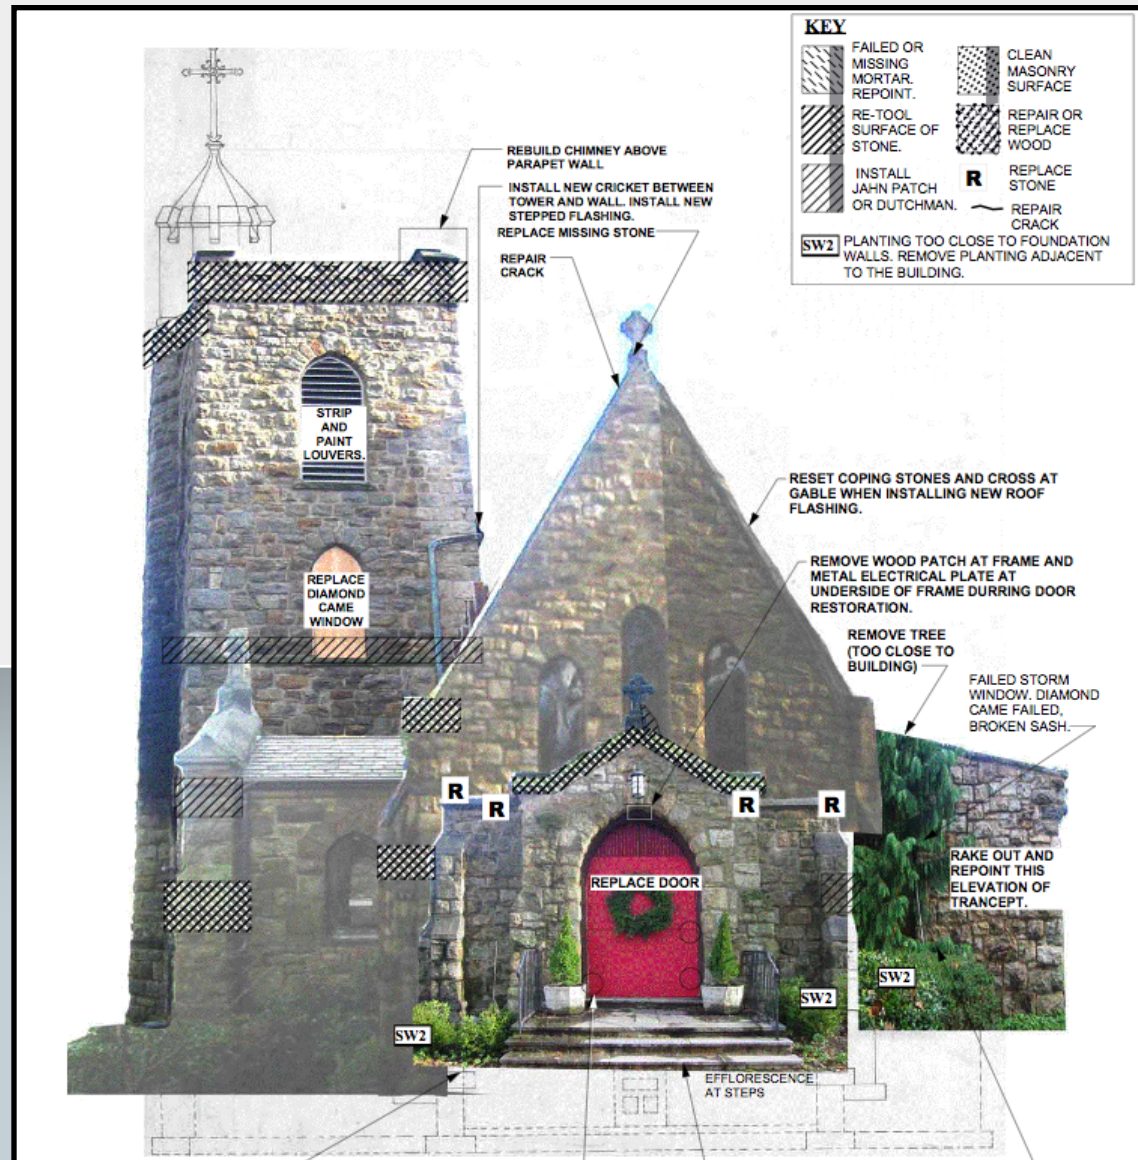 KEY
FAILED OR
MISSING
MORTAR.
REPOINT.
CLEAN
MASONRY
SURFACE
RE-TOOL
SURFACE OF
STONE.
REPAIR OR
REPLACE
WOOD
INSTALL
JAHN PATCH
OR DUTCHMAN.
R
REPLACE
STONE
REPAIR
CRACK
SW2
PLANTING TOO CLOSE TO FOUNDATION
WALLS. REMOVE PLANTING ADJACENT
TO THE BUILDING.
REBUILD CHIMNEY ABOVE
PARAPET WALL
INSTALL NEW CRICKET BETWEEN
TOWER AND WALL. INSTALL NEW
STEPPED FLASHING.
REPLACE MISSING STONE
REPAIR
CRACK
STRIP
AND
PAINT
LOUVERS.
RESET COPING STONES AND CROSS AT
GABLE WHEN INSTALLING NEW ROOF
FLASHING.
REPLACE
DIAMOND
CAME
WINDOW
REMOVE WOOD PATCH AT FRAME AND
METAL ELECTRICAL PLATE AT
UNDERSIDE OF FRAME DURRING DOOR
RESTORATION.
REMOVE TREE
(TOO CLOSE TO
BUILDING)
FAILED STORM
WINDOW. DIAMOND
CAME FAILED,
BROKEN SASH.
R
R
R
R
REPLACE DOOR
RAKE OUT AND
REPOINT THIS
ELEVATION OF
TRANCEPT.
SW2
SW2
SW2
EFFLORESCENCE
AT STEPS